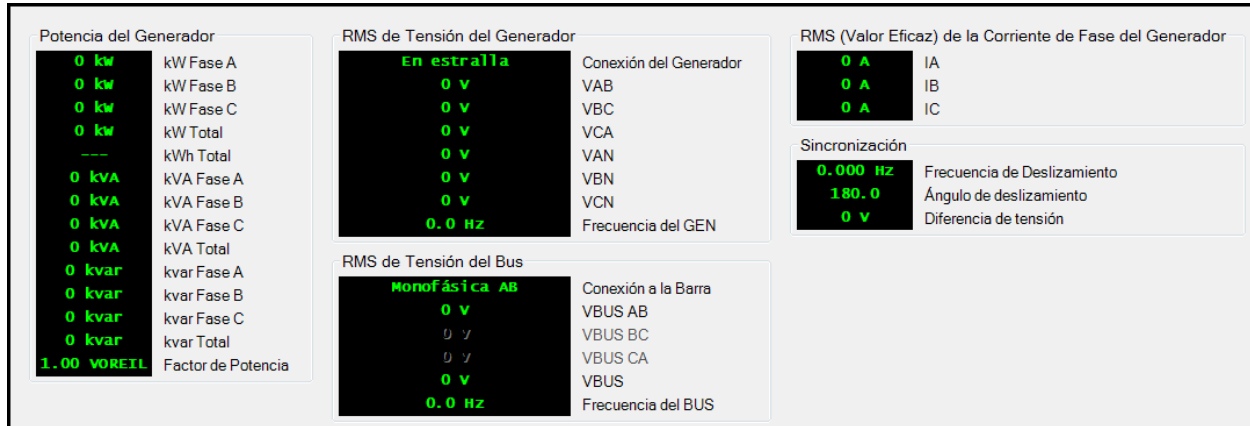 Potencia del Generador
0 kW kW Fase A
0 kW kW Fase B
0 kW kW Fase C
0 kW kW Total
--- kWh Total
0 kVA kVA Fase A
0 kVA kVA Fase B
0 kVA kVA Fase C
0 kVA kVA Total
0 kvar kvar Fase A
0 kvar kvar Fase B
0 kvar kvar Fase C
0 kvar kvar Total
1.00 VOREIL Factor de Potencia
RMS de Tensión del Generador
En estralla Conexión del Generador
0 V VAB
0 V VBC
0 V VCA
0 V VAN
0 V VBN
0 V VCN
0.0 Hz Frecuencia del GEN
RMS de Tensión del Bus
Monofásica AB Conexión a la Barra
0 V VBUS AB
0 V VBUS BC
0 V VBUS CA
0 V VBUS
0.0 Hz Frecuencia del BUS
RMS (Valor Eficaz) de la Corriente de Fase del Generador
0 A IA
0 A IB
0 A IC
Sincronización
0.000 Hz Frecuencia de Deslizamiento
180.0 Ángulo de deslizamiento
0 V Diferencia de tensión